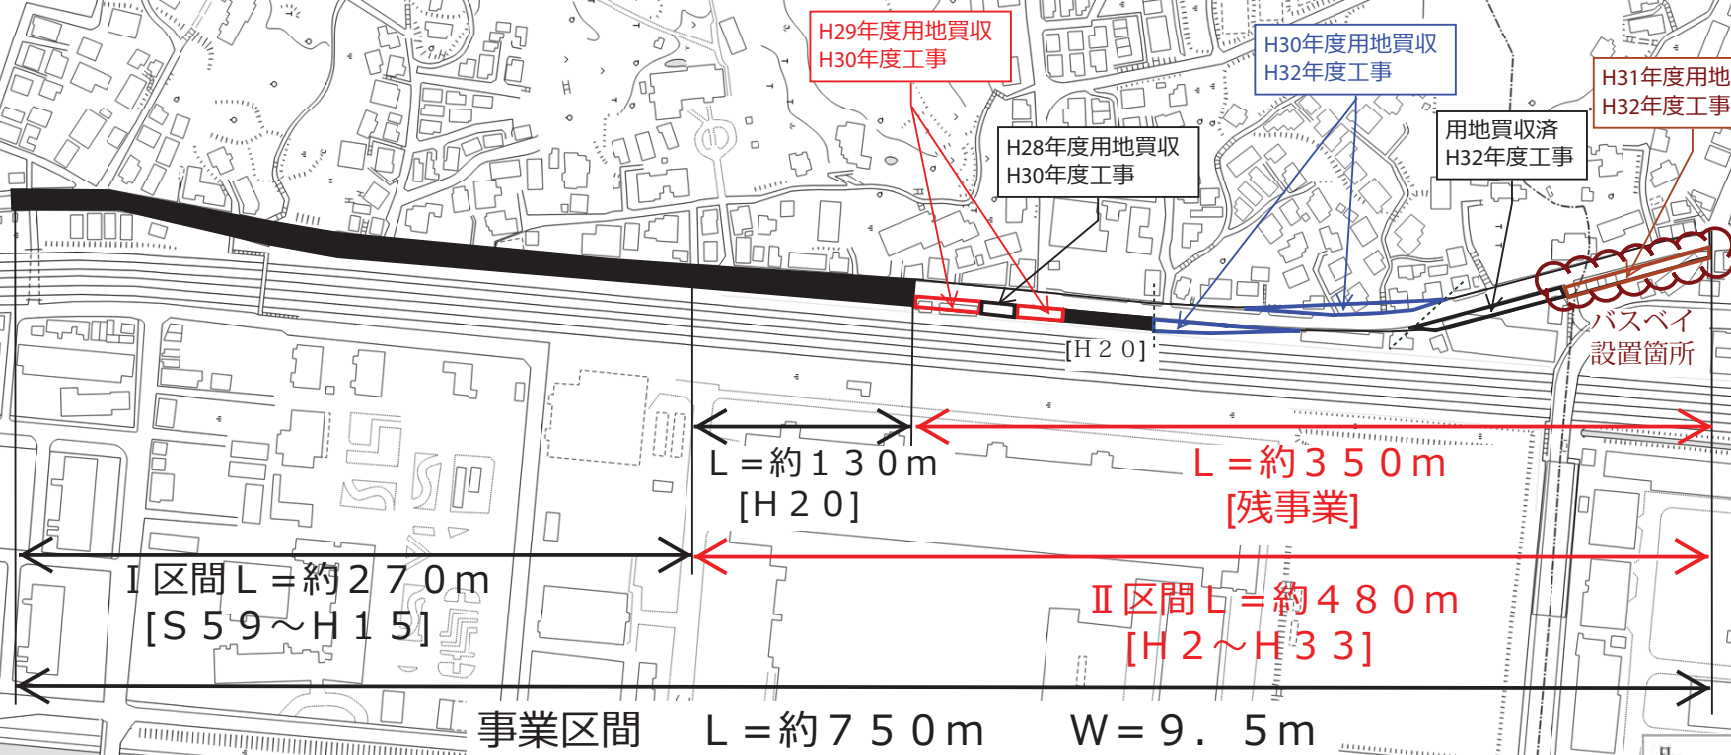 H29年度用地買収
H30年度工事
H30年度用地買収
H32年度工事
H31年度用地
H32年度工事
H28年度用地買収
H30年度工事
用地買収済
H32年度工事
バスベイ
設置箇所
[H20]
L=約130m
[H20]
L=約350m
[残事業]
Ⅰ区間L=約270m
[S59～H15]
Ⅱ区間L=約480m
[H2～H33]
事業区間 L=約750m W=9.5m